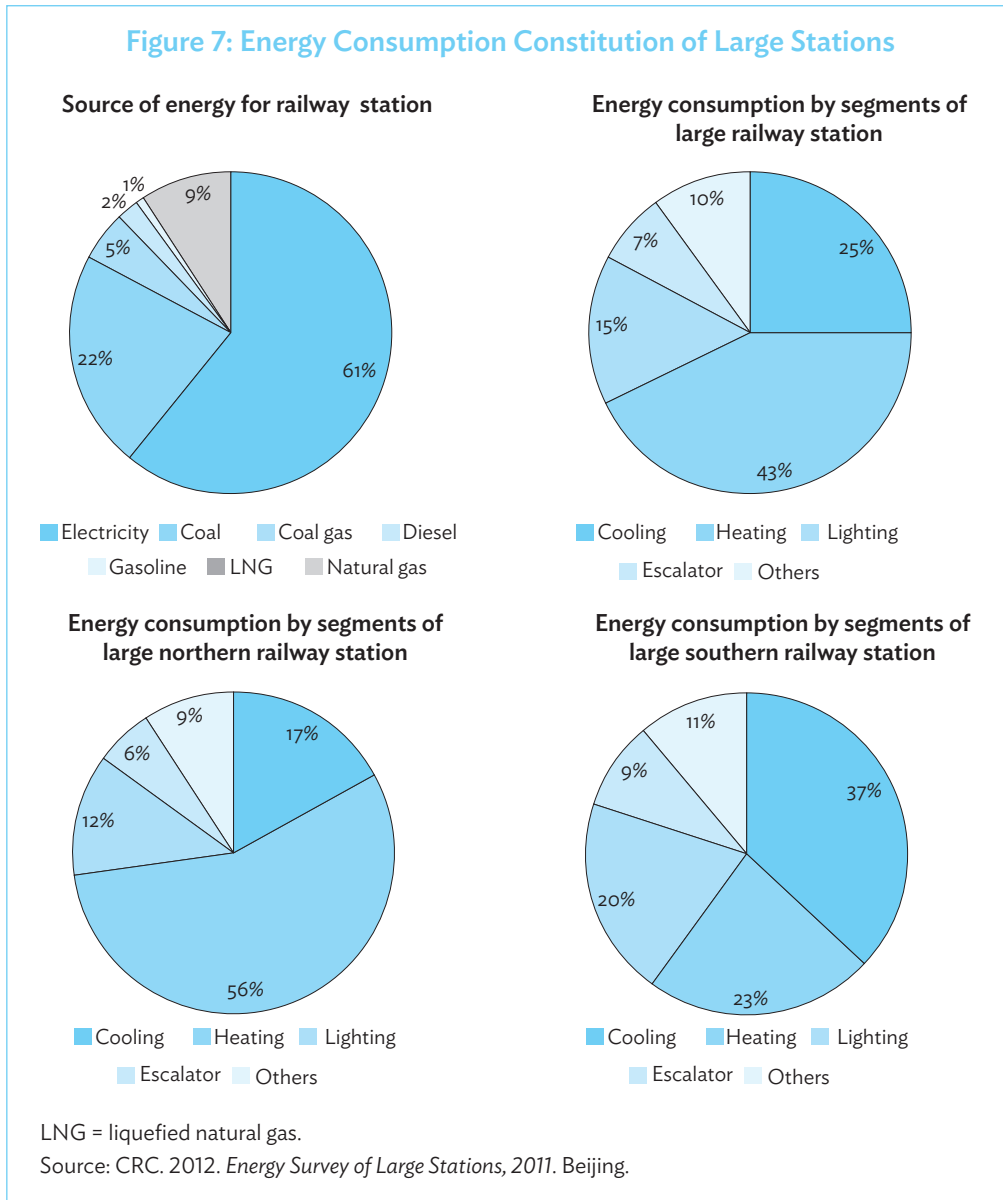 Figure 7: Energy Consumption Constitution of Large Stations
Source of energy for railway station
1%
2%
9%
5%
22%
61%
Electricity Coal Coal gas Diesel
Gasoline LNG Natural gas
Energy consumption by segments of
large railway station
10%
7%
25%
15%
43%
Cooling Heating Lighting
Escalator Others
Energy consumption by segments of
large northern railway station
9%
17%
6%
12%
56%
Cooling Heating Lighting
Escalator Others
Energy consumption by segments of
large southern railway station
11%
9%
37%
20%
23%
Cooling Heating Lighting
Escalator Others
LNG = liquefied natural gas.
Source: CRC. 2012. Energy Survey of Large Stations, 2011. Beijing.